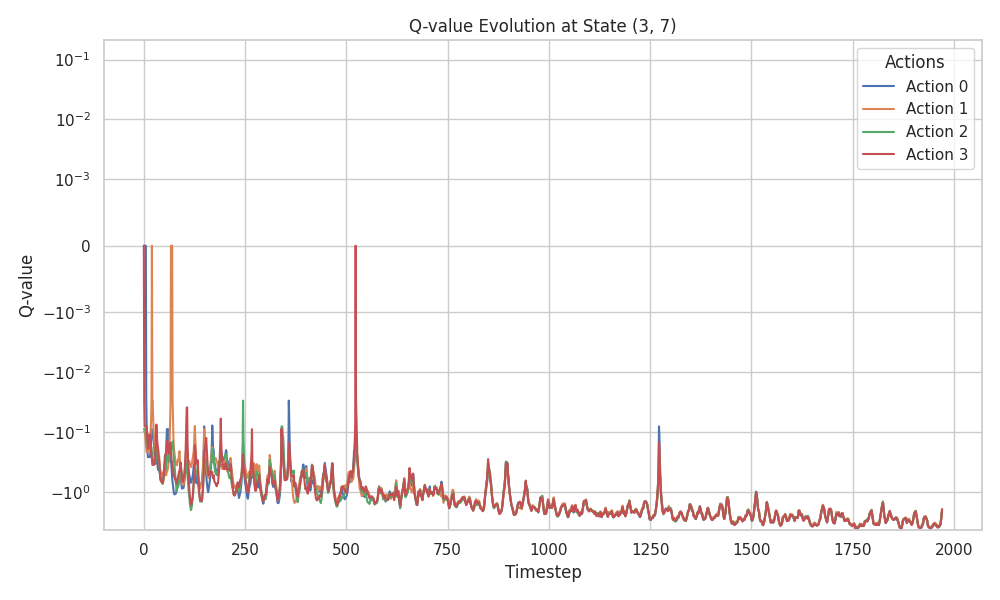 Q-value Evolution at State (3, 7)
Q-value
10⁻¹
10⁻²
10⁻³
0
−10⁻³
−10⁻²
−10⁻¹
−10⁰
Actions
Action 0
Action 1
Action 2
Action 3
0 250 500 750 1000 1250 1500 1750 2000
Timestep